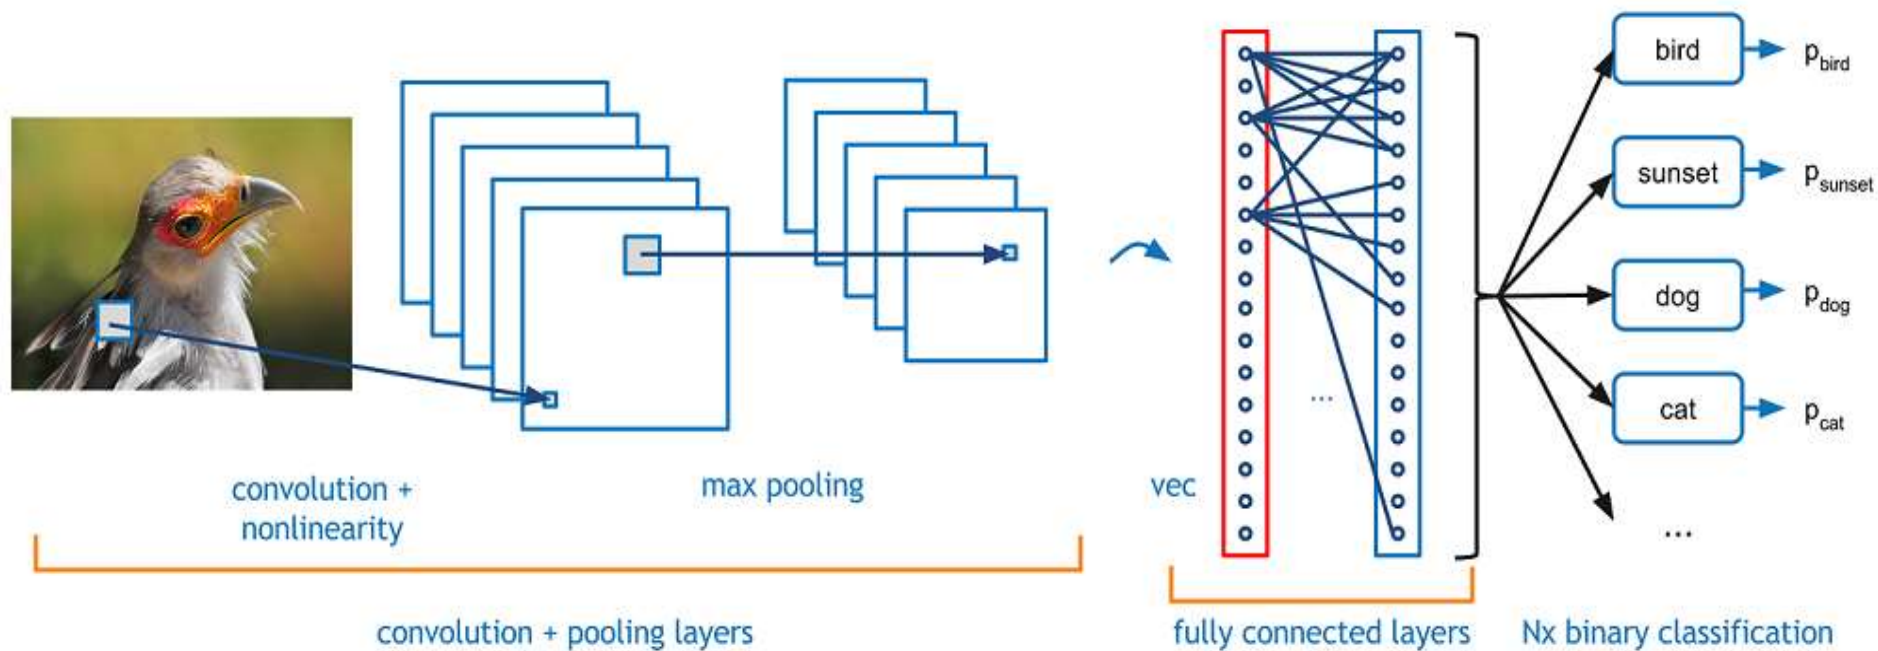 convolution +
nonlinearity
max pooling
vec
convolution + pooling layers
fully connected layers
Nx binary classification
...
bird
p_bird
sunset
p_sunset
dog
p_dog
cat
p_cat
...